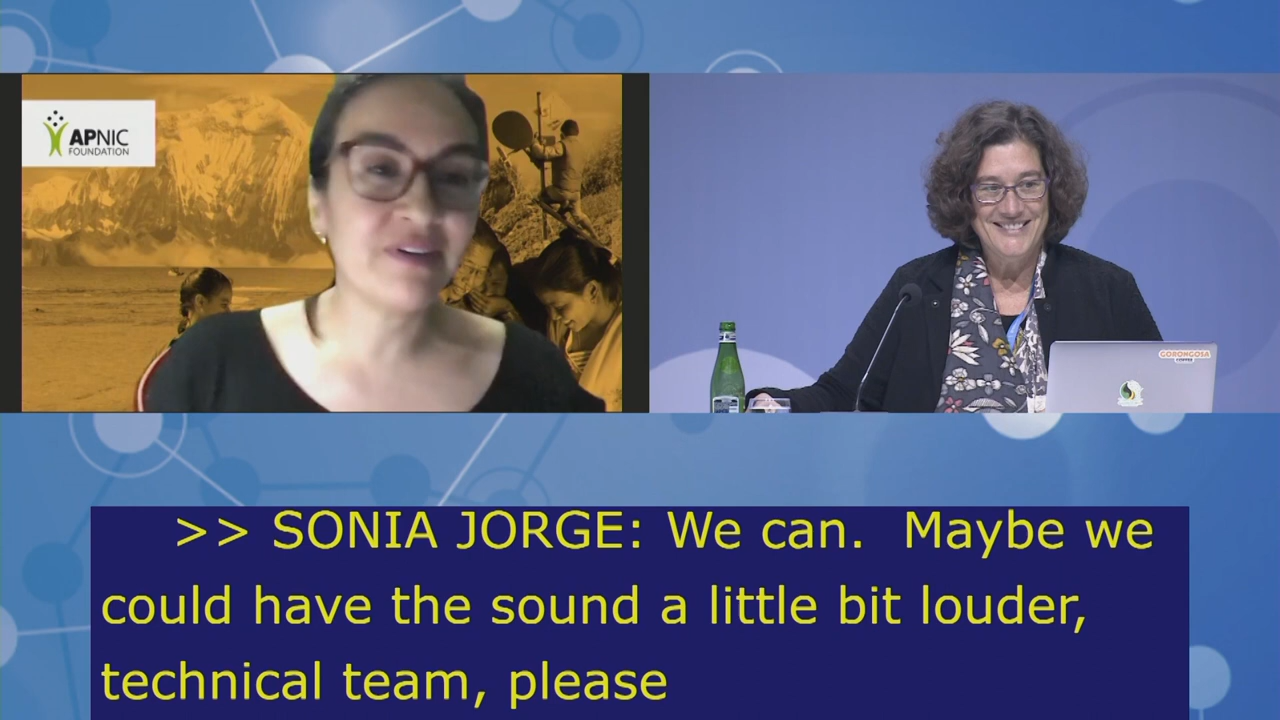 APNIC
FOUNDATION
GORONGOSA
COFFEE
>> SONIA JORGE: We can.  Maybe we
could have the sound a little bit louder,
technical team, please